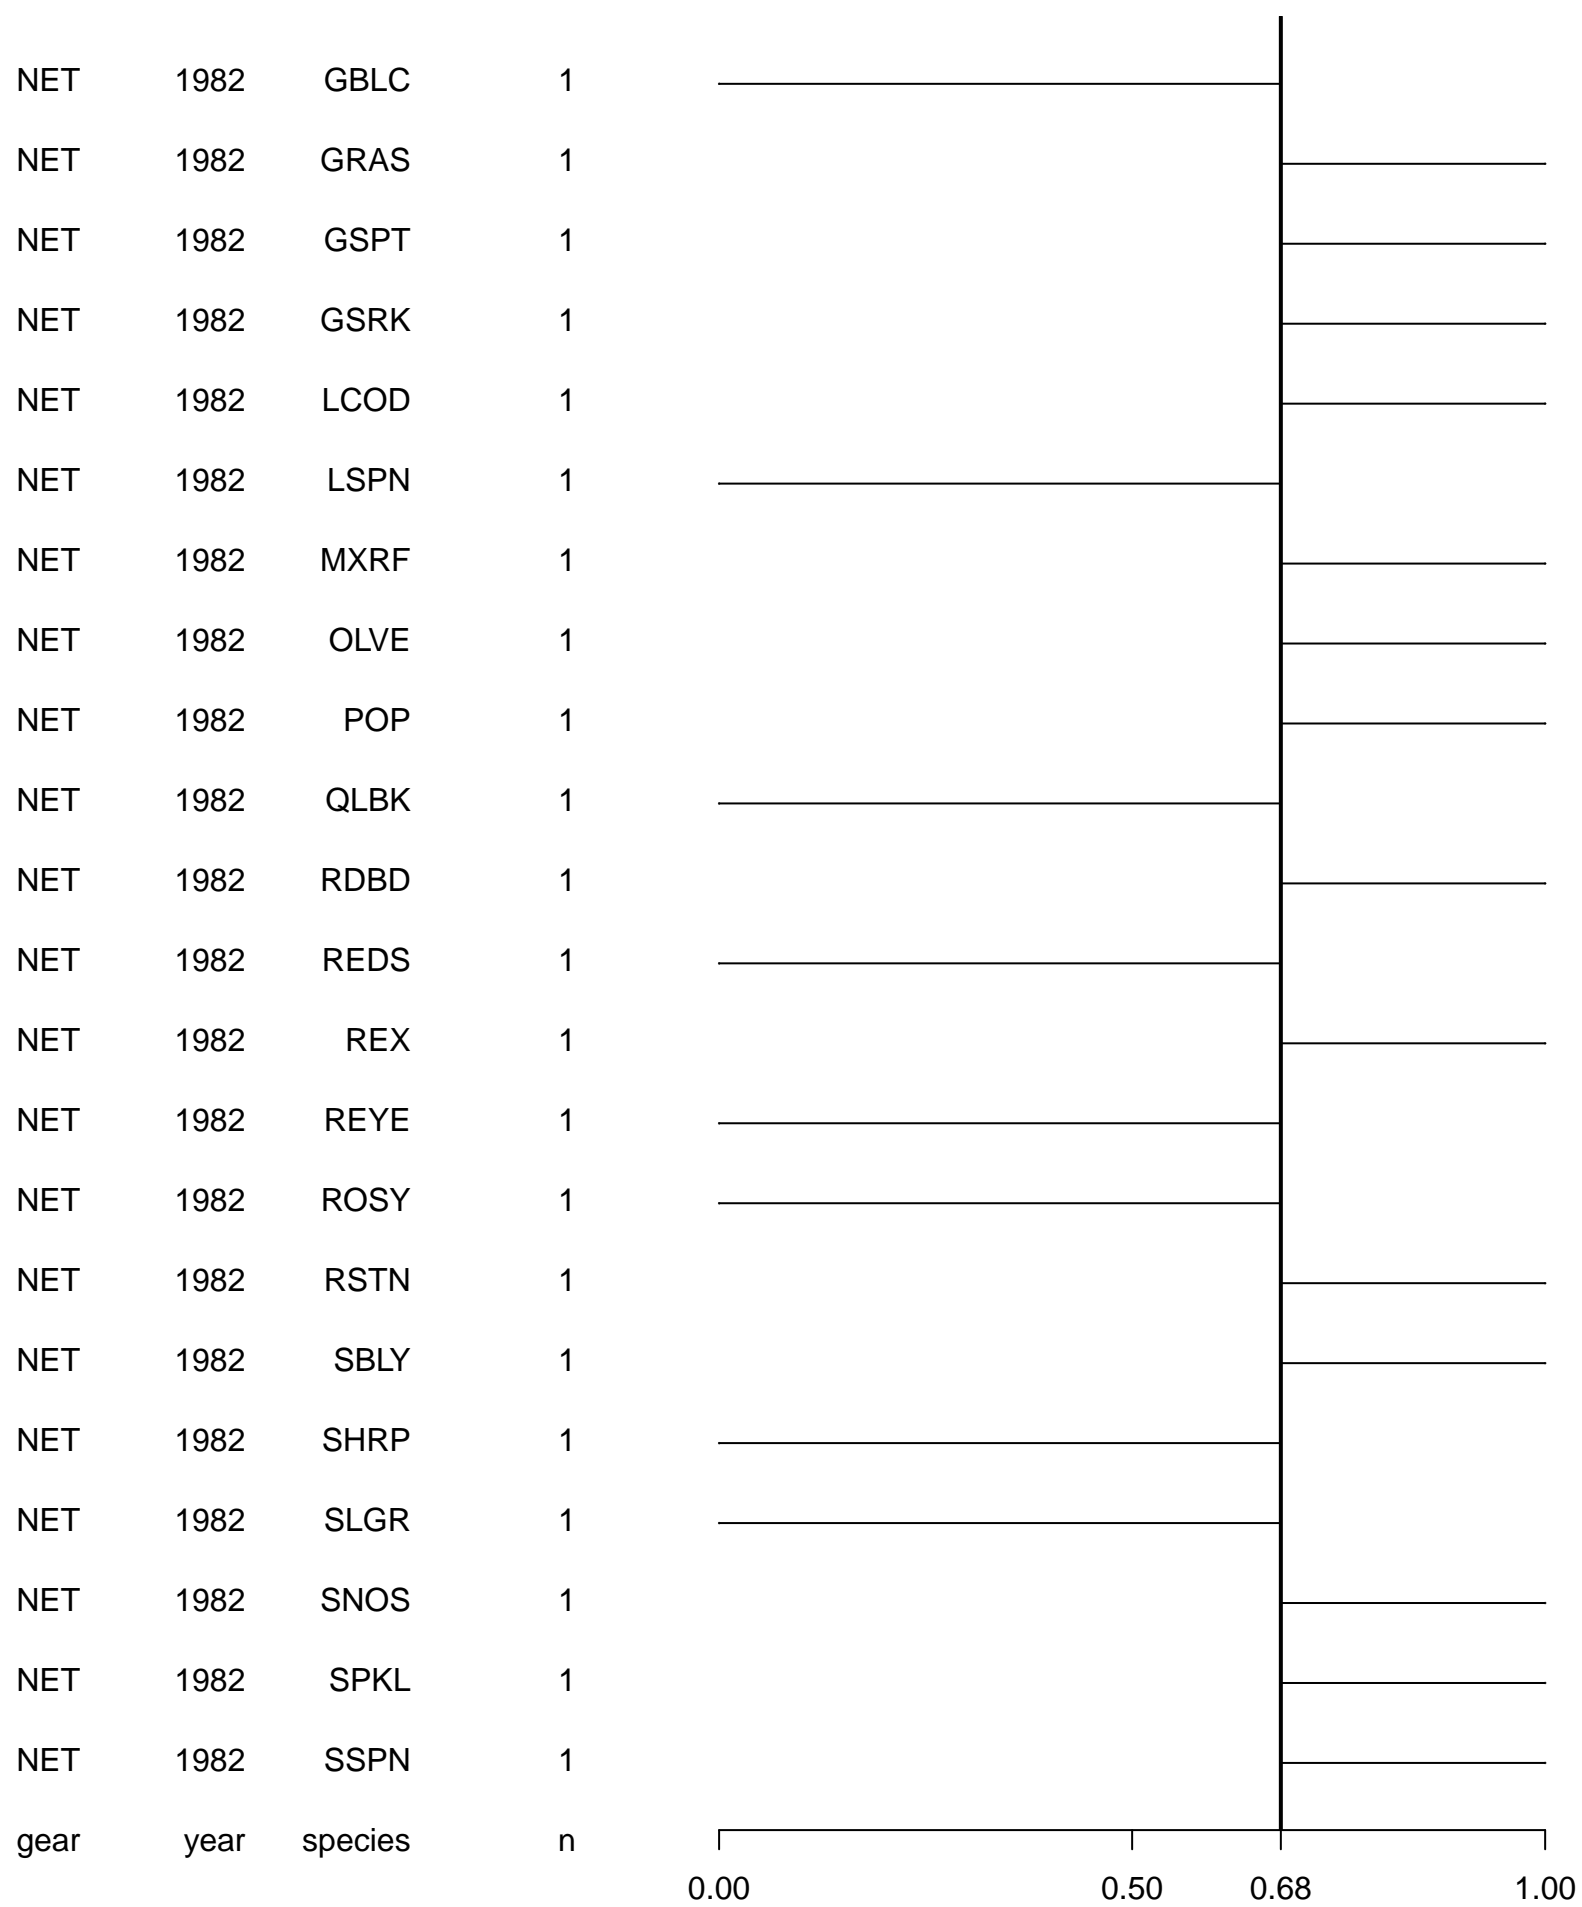 NET 1982 GBLC 1
NET 1982 GRAS 1
NET 1982 GSPT 1
NET 1982 GSRK 1
NET 1982 LCOD 1
NET 1982 LSPN 1
NET 1982 MXRF 1
NET 1982 OLVE 1
NET 1982 POP 1
NET 1982 QLBK 1
NET 1982 RDBD 1
NET 1982 REDS 1
NET 1982 REX 1
NET 1982 REYE 1
NET 1982 ROSY 1
NET 1982 RSTN 1
NET 1982 SBLY 1
NET 1982 SHRP 1
NET 1982 SLGR 1
NET 1982 SNOS 1
NET 1982 SPKL 1
NET 1982 SSPN 1
gear year species n
0.00 0.50 0.68 1.00